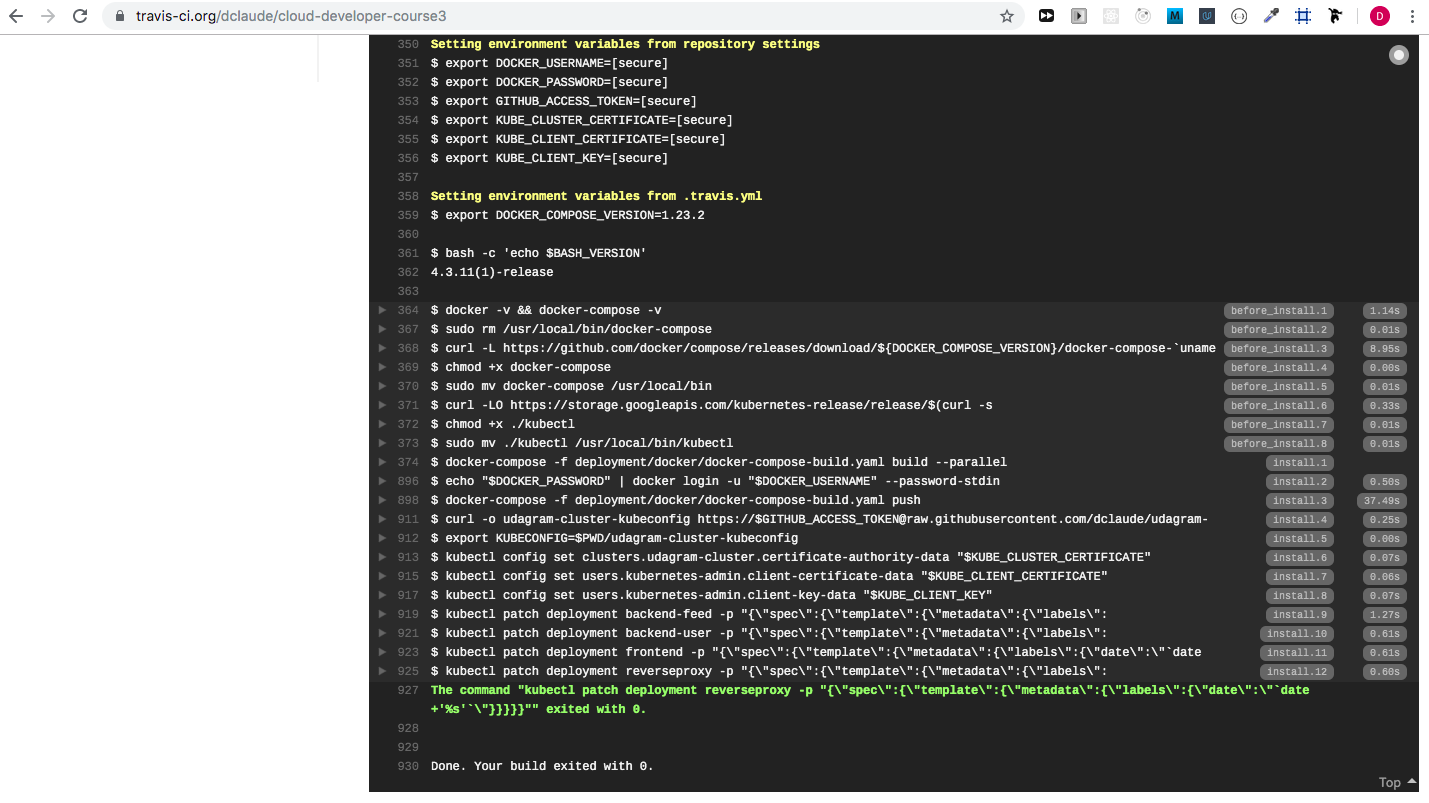 travis-ci.org/dclaude/cloud-developer-course3
M
D
350 Setting environment variables from repository settings
351 $ export DOCKER_USERNAME=[secure]
352 $ export DOCKER_PASSWORD=[secure]
353 $ export GITHUB_ACCESS_TOKEN=[secure]
354 $ export KUBE_CLUSTER_CERTIFICATE=[secure]
355 $ export KUBE_CLIENT_CERTIFICATE=[secure]
356 $ export KUBE_CLIENT_KEY=[secure]
357
358 Setting environment variables from .travis.yml
359 $ export DOCKER_COMPOSE_VERSION=1.23.2
360
361 $ bash -c 'echo $BASH_VERSION'
362 4.3.11(1)-release
363
364 $ docker -v && docker-compose -v before_install.1 1.14s
367 $ sudo rm /usr/local/bin/docker-compose before_install.2 0.01s
368 $ curl -L https://github.com/docker/compose/releases/download/${DOCKER_COMPOSE_VERSION}/docker-compose-`uname before_install.3 8.95s
369 $ chmod +x docker-compose before_install.4 0.00s
370 $ sudo mv docker-compose /usr/local/bin before_install.5 0.01s
371 $ curl -LO https://storage.googleapis.com/kubernetes-release/release/$(curl -s before_install.6 0.33s
372 $ chmod +x ./kubectl before_install.7 0.01s
373 $ sudo mv ./kubectl /usr/local/bin/kubectl before_install.8 0.01s
374 $ docker-compose -f deployment/docker/docker-compose-build.yaml build --parallel install.1
896 $ echo "$DOCKER_PASSWORD" | docker login -u "$DOCKER_USERNAME" --password-stdin install.2 0.50s
898 $ docker-compose -f deployment/docker/docker-compose-build.yaml push install.3 37.49s
911 $ curl -o udagram-cluster-kubeconfig https://$GITHUB_ACCESS_TOKEN@raw.githubusercontent.com/dclaude/udagram- install.4 0.25s
912 $ export KUBECONFIG=$PWD/udagram-cluster-kubeconfig install.5 0.00s
913 $ kubectl config set clusters.udagram-cluster.certificate-authority-data "$KUBE_CLUSTER_CERTIFICATE" install.6 0.07s
915 $ kubectl config set users.kubernetes-admin.client-certificate-data "$KUBE_CLIENT_CERTIFICATE" install.7 0.06s
917 $ kubectl config set users.kubernetes-admin.client-key-data "$KUBE_CLIENT_KEY" install.8 0.07s
919 $ kubectl patch deployment backend-feed -p "{\"spec\":{\"template\":{\"metadata\":{\"labels\": install.9 1.27s
921 $ kubectl patch deployment backend-user -p "{\"spec\":{\"template\":{\"metadata\":{\"labels\": install.10 0.61s
923 $ kubectl patch deployment frontend -p "{\"spec\":{\"template\":{\"metadata\":{\"labels\":{\"date\":\"`date install.11 0.61s
925 $ kubectl patch deployment reverseproxy -p "{\"spec\":{\"template\":{\"metadata\":{\"labels\": install.12 0.60s
927 The command "kubectl patch deployment reverseproxy -p "{\"spec\":{\"template\":{\"metadata\":{\"labels\":{\"date\":\"`date
+'%s'`\"}}}}}"" exited with 0.
928
929
930 Done. Your build exited with 0.
Top